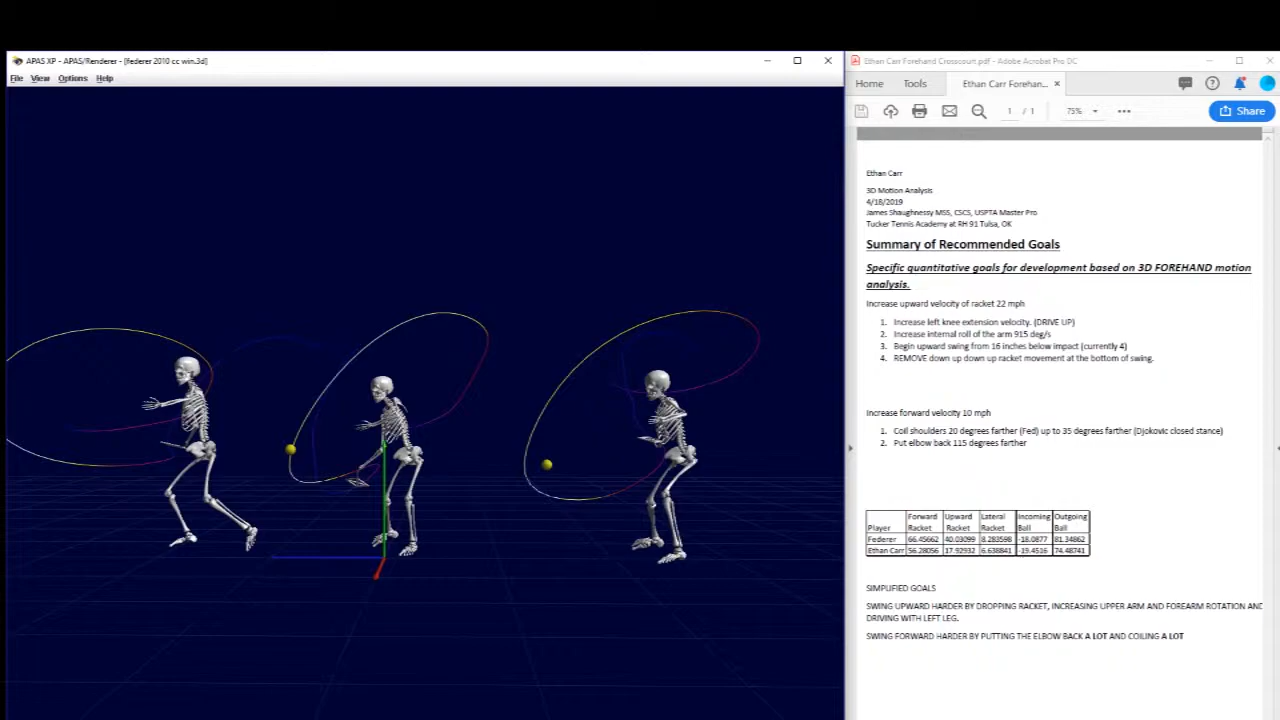 APAS XP - APAS/Renderer - [federer 2010 cc win.3d]
File View Options Help
Ethan Carr Forehand Crosscourt.pdf - Adobe Acrobat Pro DC
Home Tools Ethan Carr Forehan... ×
1 / 1 75% Share
Ethan Carr
3D Motion Analysis
4/18/2019
James Shaughnessy MSS, CSCS, USPTA Master Pro
Tucker Tennis Academy at RH 91 Tulsa, OK
Summary of Recommended Goals
Specific quantitative goals for development based on 3D FOREHAND motion
analysis.
Increase upward velocity of racket 22 mph
1. Increase left knee extension velocity. (DRIVE UP)
2. Increase internal roll of the arm 915 deg/s
3. Begin upward swing from 16 inches below impact (currently 4)
4. REMOVE down up down up racket movement at the bottom of swing.
Increase forward velocity 10 mph
1. Coil shoulders 20 degrees farther (Fed) up to 35 degrees farther (Djokovic closed stance)
2. Put elbow back 115 degrees farther
Forward Upward Lateral Incoming Outgoing
Player Racket Racket Racket Ball Ball
Federer 66.45662 40.03099 8.283598 -18.0877 81.34862
Ethan Carr 56.28056 17.92932 6.638841 -19.4516 74.48741
SIMPLIFIED GOALS
SWING UPWARD HARDER BY DROPPING RACKET, INCREASING UPPER ARM AND FOREARM ROTATION AND
DRIVING WITH LEFT LEG.
SWING FORWARD HARDER BY PUTTING THE ELBOW BACK A LOT AND COILING A LOT